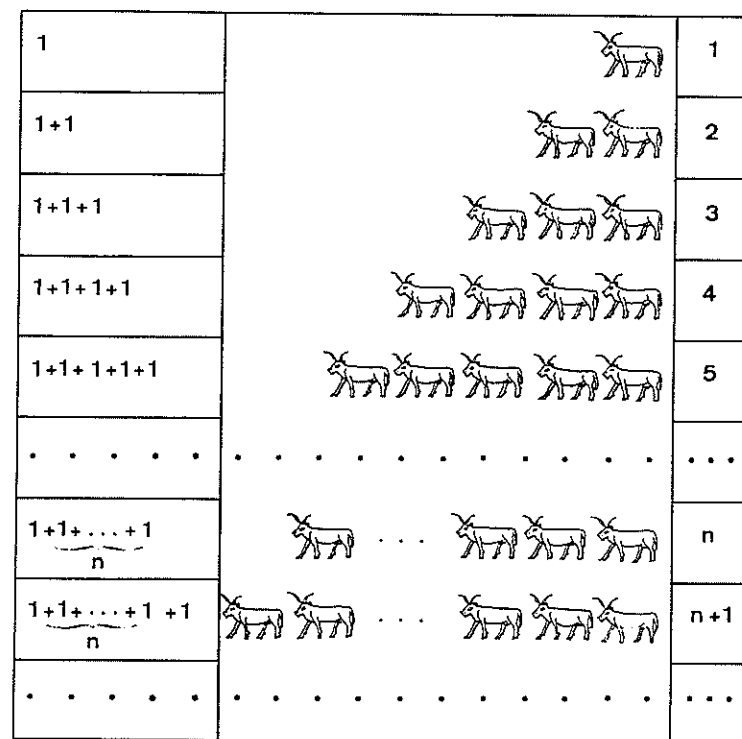 1 1
1+1 2
1+1+1 3
1+1+1+1 4
1+1+1+1+1 5
. . . . . . . . . . . . . . . . ...
1+1+ ... +1 ... n
n
1+1+ ... +1 +1 ... n+1
n
. . . . . . . . . . . . . . . . ...